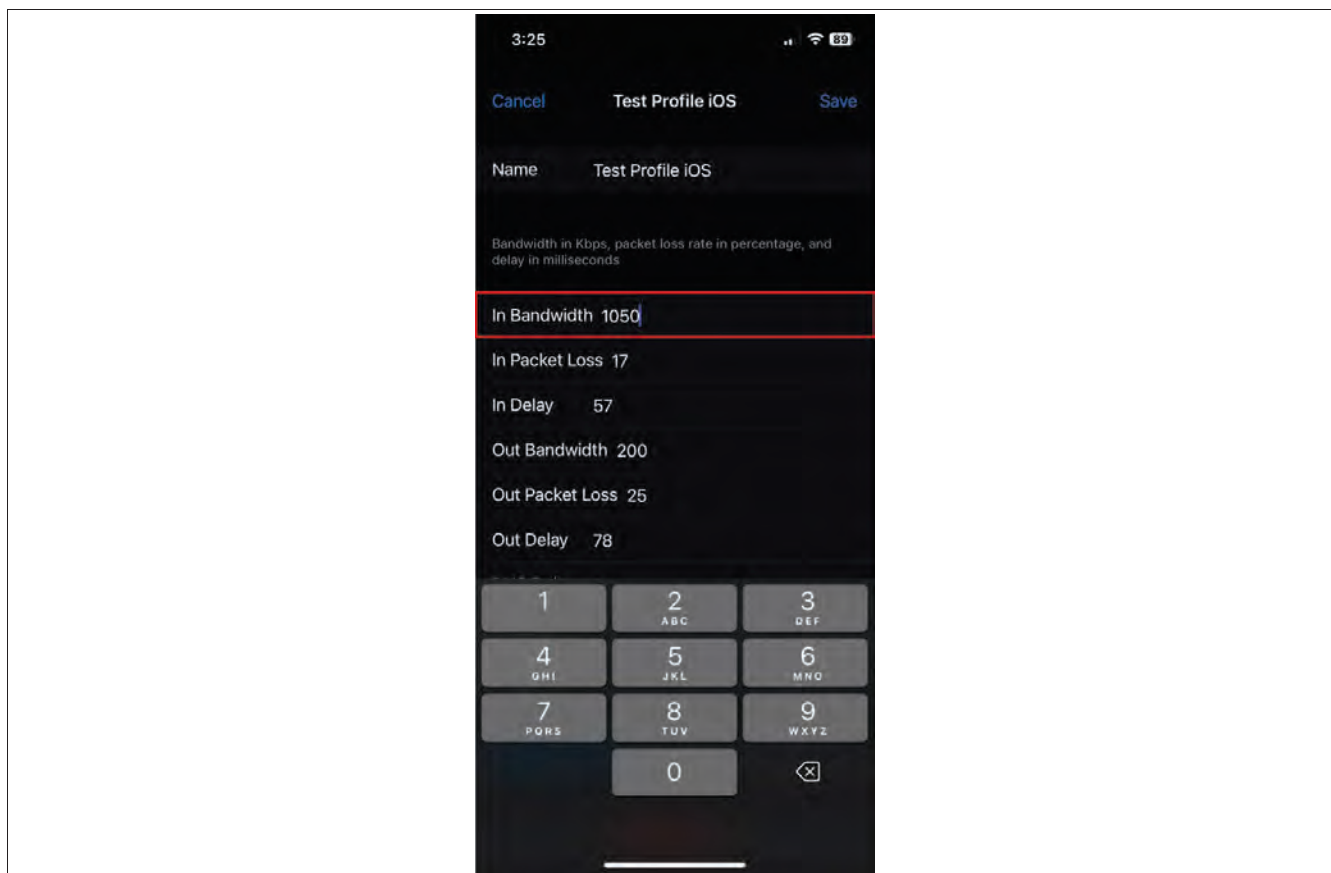 3:25 89
Cancel Test Profile iOS Save
Name Test Profile iOS
Bandwidth in Kbps, packet loss rate in percentage, and
delay in milliseconds
In Bandwidth 1050
In Packet Loss 17
In Delay 57
Out Bandwidth 200
Out Packet Loss 25
Out Delay 78
1 2 3
ABC DEF
4 5 6
GHI JKL MNO
7 8 9
PQRS TUV WXYZ
0